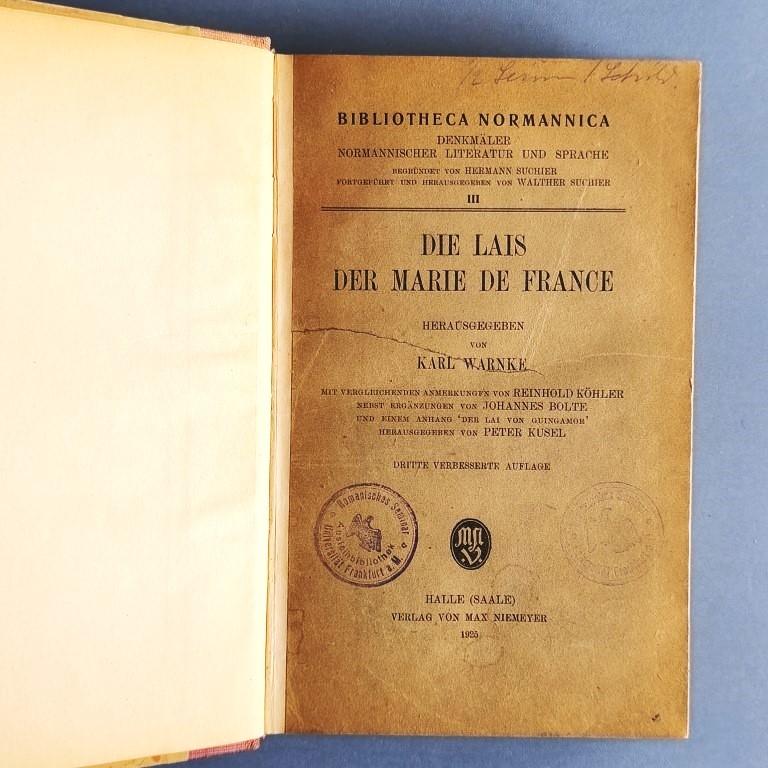 BIBLIOTHECA NORMANNICA
DENKMÄLER
NORMANNISCHER LITERATUR UND SPRACHE
BEGRÜNDET VON HERMANN SUCHIER
FORTGEFÜHRT UND HERAUSGEGEBEN VON WALTHER SUCHIER
III
DIE LAIS
DER MARIE DE FRANCE
HERAUSGEGEBEN
VON
KARL WARNKE
MIT VERGLEICHENDEN ANMERKUNGEN VON REINHOLD KÖHLER
NEBST ERGÄNZUNGEN VON JOHANNES BOLTE
UND EINEM ANHANG ‘DER LAI VON GUINGAMOR’
HERAUSGEGEBEN VON PETER KUSEL
DRITTE VERBESSERTE AUFLAGE
Romanisches Seminar
Ausleihbibliothek
Universität Frankfurt a. M.
MN
V.
HALLE (SAALE)
VERLAG VON MAX NIEMEYER
1925